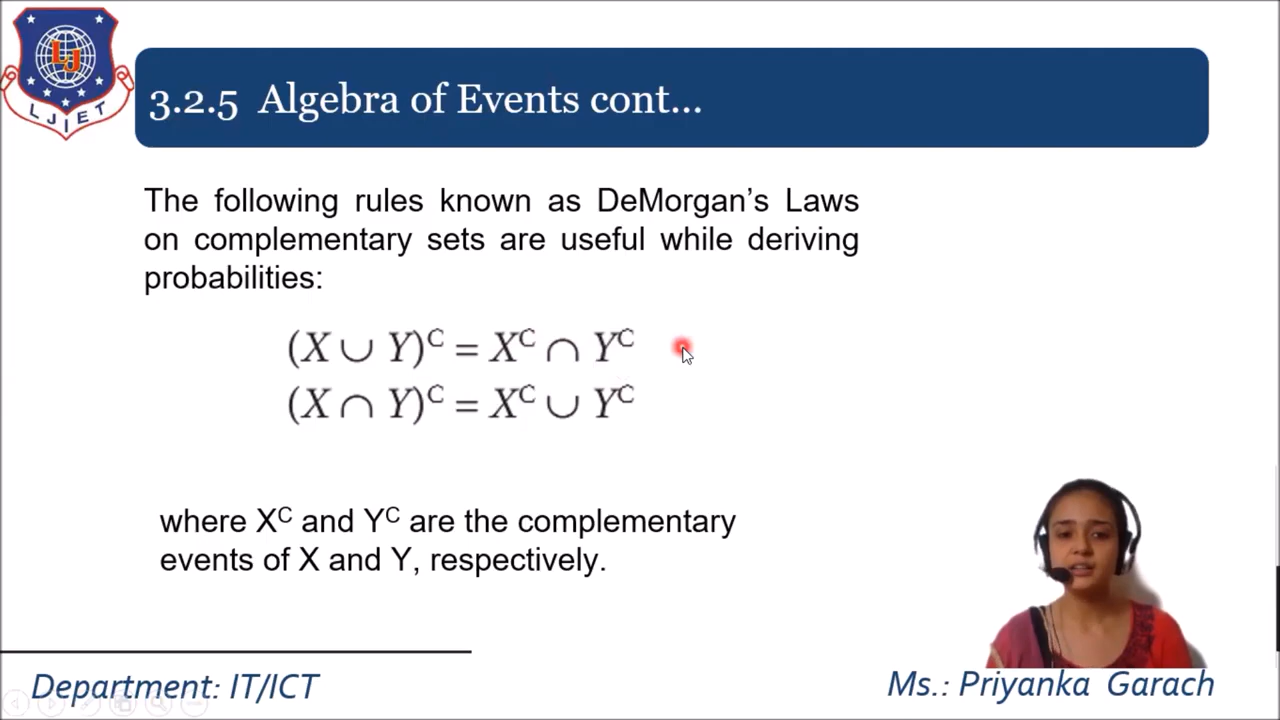 LJ
LJIET
3.2.5 Algebra of Events cont...
The following rules known as DeMorgan’s Laws
on complementary sets are useful while deriving
probabilities:
(X ∪ Y)ᶜ = Xᶜ ∩ Yᶜ
(X ∩ Y)ᶜ = Xᶜ ∪ Yᶜ
where Xᶜ and Yᶜ are the complementary
events of X and Y, respectively.
Department: IT/ICT
Ms.: Priyanka Garach